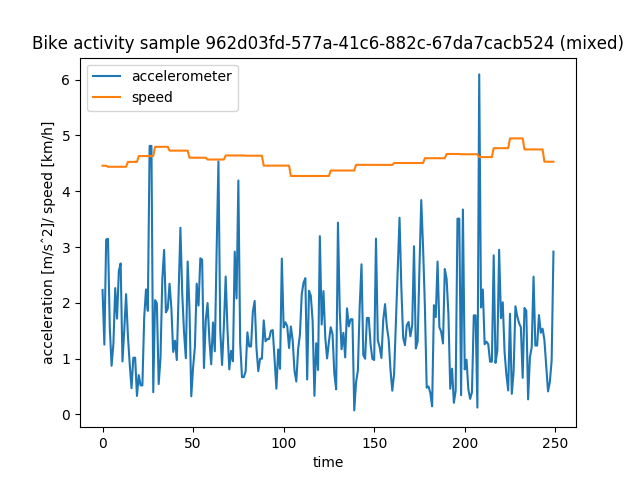 Bike activity sample 962d03fd-577a-41c6-882c-67da7cacb524 (mixed)
accelerometer
speed
acceleration [m/sˆ2]/ speed [km/h]
6
5
4
3
2
1
0
0 50 100 150 200 250
time